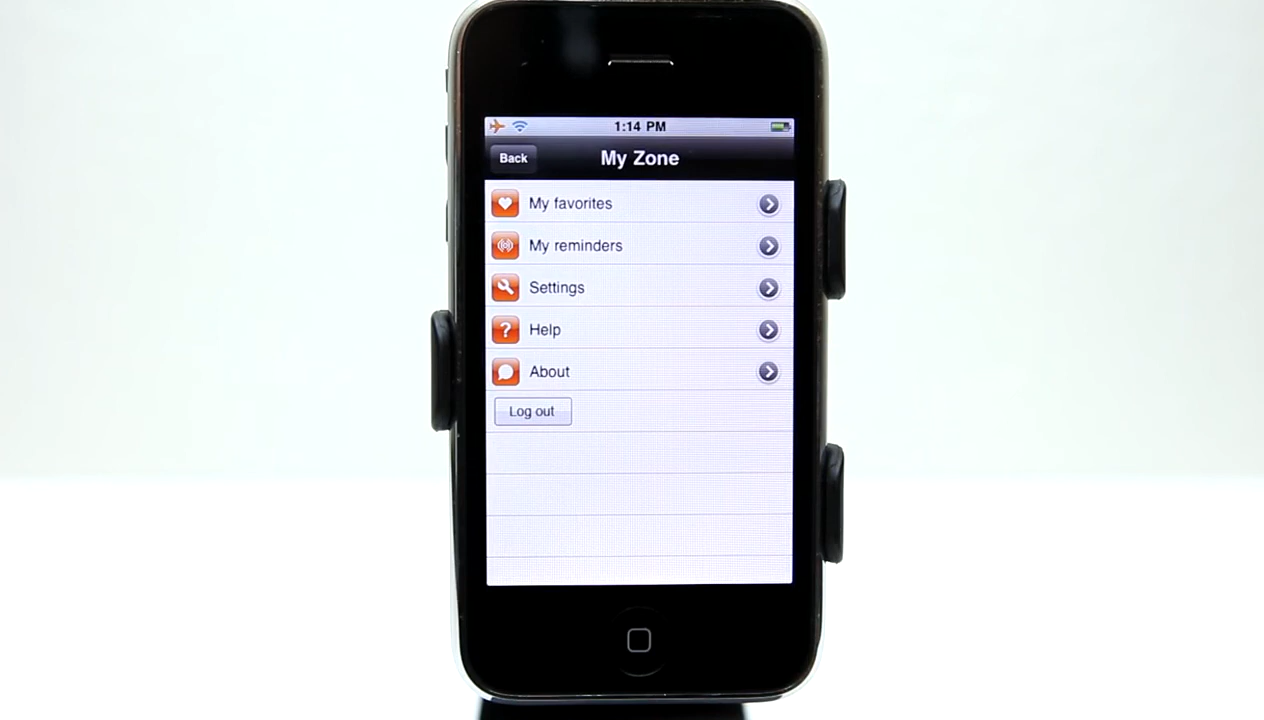 1:14 PM
Back
My Zone
My favorites
My reminders
Settings
? Help
About
Log out